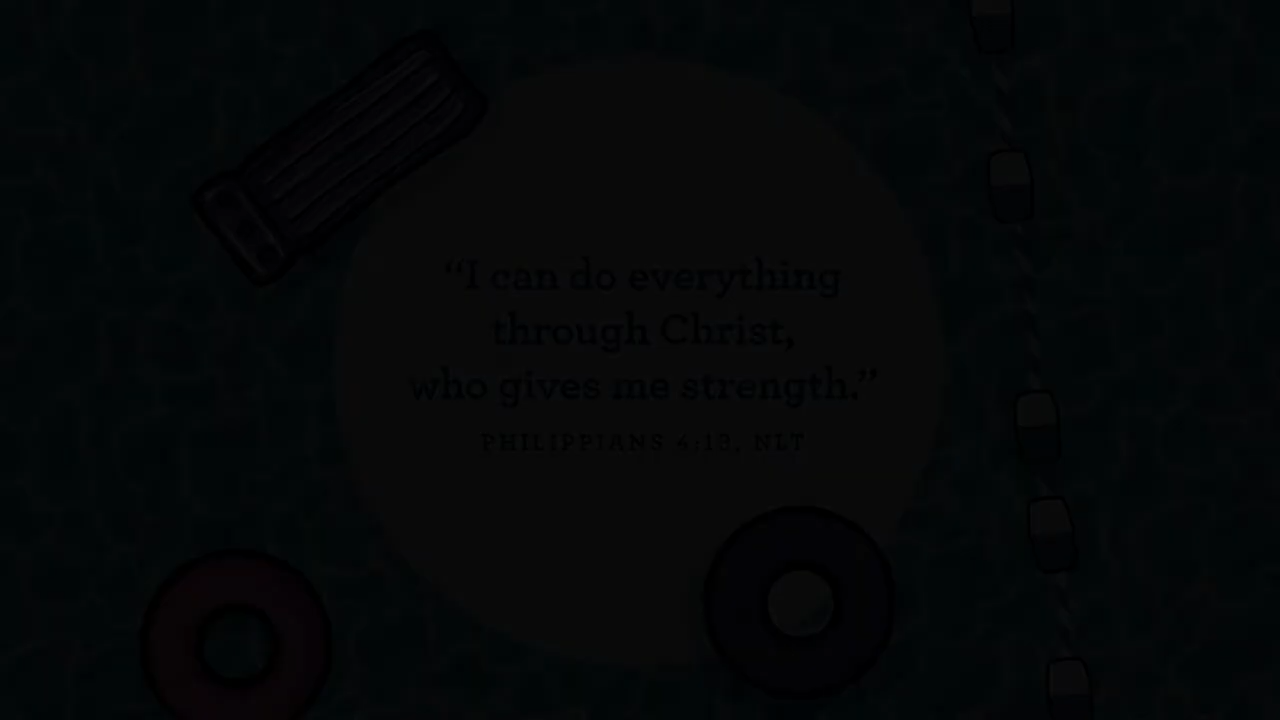 “I can do everything
through Christ,
who gives me strength.”
PHILIPPIANS 4:13, NLT